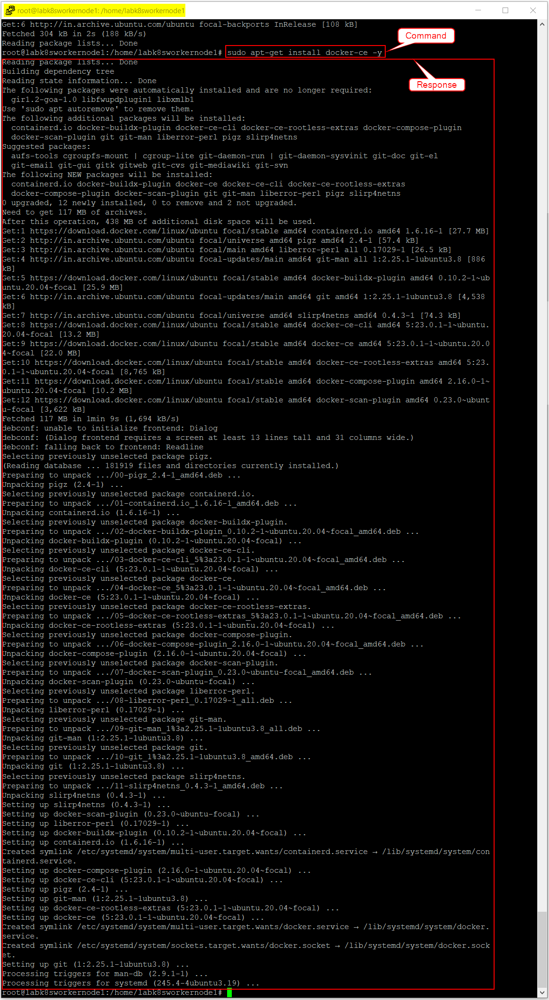 root@labk8sworkernode1: /home/labk8sworkernode1
Get:6 http://in.archive.ubuntu.com/ubuntu focal-backports InRelease [108 kB]
Fetched 304 kB in 2s (188 kB/s)
Reading package lists... Done
Command
root@labk8sworkernode1:/home/labk8sworkernode1# sudo apt-get install docker-ce -y
Reading package lists... Done
Building dependency tree
Reading state information... Done
Response
The following packages were automatically installed and are no longer required:
  gir1.2-goa-1.0 libfwupdplugin1 libxmlb1
Use 'sudo apt autoremove' to remove them.
The following additional packages will be installed:
  containerd.io docker-buildx-plugin docker-ce-cli docker-ce-rootless-extras docker-compose-plugin
  docker-scan-plugin git git-man liberror-perl pigz slirp4netns
Suggested packages:
  aufs-tools cgroupfs-mount | cgroup-lite git-daemon-run | git-daemon-sysvinit git-doc git-el
  git-email git-gui gitk gitweb git-cvs git-mediawiki git-svn
The following NEW packages will be installed:
  containerd.io docker-buildx-plugin docker-ce docker-ce-cli docker-ce-rootless-extras
  docker-compose-plugin docker-scan-plugin git git-man liberror-perl pigz slirp4netns
0 upgraded, 12 newly installed, 0 to remove and 2 not upgraded.
Need to get 117 MB of archives.
After this operation, 438 MB of additional disk space will be used.
Get:1 https://download.docker.com/linux/ubuntu focal/stable amd64 containerd.io amd64 1.6.16-1 [27.7 MB]
Get:2 http://in.archive.ubuntu.com/ubuntu focal/universe amd64 pigz amd64 2.4-1 [57.4 kB]
Get:3 http://in.archive.ubuntu.com/ubuntu focal/main amd64 liberror-perl all 0.17029-1 [26.5 kB]
Get:4 http://in.archive.ubuntu.com/ubuntu focal-updates/main amd64 git-man all 1:2.25.1-1ubuntu3.8 [886
kB]
Get:5 https://download.docker.com/linux/ubuntu focal/stable amd64 docker-buildx-plugin amd64 0.10.2-1~ub
untu.20.04~focal [25.9 MB]
Get:6 http://in.archive.ubuntu.com/ubuntu focal-updates/main amd64 git amd64 1:2.25.1-1ubuntu3.8 [4,538
kB]
Get:7 http://in.archive.ubuntu.com/ubuntu focal/universe amd64 slirp4netns amd64 0.4.3-1 [74.3 kB]
Get:8 https://download.docker.com/linux/ubuntu focal/stable amd64 docker-ce-cli amd64 5:23.0.1-1~ubuntu.
20.04~focal [13.2 MB]
Get:9 https://download.docker.com/linux/ubuntu focal/stable amd64 docker-ce amd64 5:23.0.1-1~ubuntu.20.0
4~focal [22.0 MB]
Get:10 https://download.docker.com/linux/ubuntu focal/stable amd64 docker-ce-rootless-extras amd64 5:23.
0.1-1~ubuntu.20.04~focal [8,765 kB]
Get:11 https://download.docker.com/linux/ubuntu focal/stable amd64 docker-compose-plugin amd64 2.16.0-1~
ubuntu.20.04~focal [10.2 MB]
Get:12 https://download.docker.com/linux/ubuntu focal/stable amd64 docker-scan-plugin amd64 0.23.0~ubunt
u-focal [3,622 kB]
Fetched 117 MB in 1min 9s (1,694 kB/s)
debconf: unable to initialize frontend: Dialog
debconf: (Dialog frontend requires a screen at least 13 lines tall and 31 columns wide.)
debconf: falling back to frontend: Readline
Selecting previously unselected package pigz.
(Reading database ... 181919 files and directories currently installed.)
Preparing to unpack .../00-pigz_2.4-1_amd64.deb ...
Unpacking pigz (2.4-1) ...
Selecting previously unselected package containerd.io.
Preparing to unpack .../01-containerd.io_1.6.16-1_amd64.deb ...
Unpacking containerd.io (1.6.16-1) ...
Selecting previously unselected package docker-buildx-plugin.
Preparing to unpack .../02-docker-buildx-plugin_0.10.2-1~ubuntu.20.04~focal_amd64.deb ...
Unpacking docker-buildx-plugin (0.10.2-1~ubuntu.20.04~focal) ...
Selecting previously unselected package docker-ce-cli.
Preparing to unpack .../03-docker-ce-cli_5%3a23.0.1-1~ubuntu.20.04~focal_amd64.deb ...
Unpacking docker-ce-cli (5:23.0.1-1~ubuntu.20.04~focal) ...
Selecting previously unselected package docker-ce.
Preparing to unpack .../04-docker-ce_5%3a23.0.1-1~ubuntu.20.04~focal_amd64.deb ...
Unpacking docker-ce (5:23.0.1-1~ubuntu.20.04~focal) ...
Selecting previously unselected package docker-ce-rootless-extras.
Preparing to unpack .../05-docker-ce-rootless-extras_5%3a23.0.1-1~ubuntu.20.04~focal_amd64.deb ...
Unpacking docker-ce-rootless-extras (5:23.0.1-1~ubuntu.20.04~focal) ...
Selecting previously unselected package docker-compose-plugin.
Preparing to unpack .../06-docker-compose-plugin_2.16.0-1~ubuntu.20.04~focal_amd64.deb ...
Unpacking docker-compose-plugin (2.16.0-1~ubuntu.20.04~focal) ...
Selecting previously unselected package docker-scan-plugin.
Preparing to unpack .../07-docker-scan-plugin_0.23.0~ubuntu-focal_amd64.deb ...
Unpacking docker-scan-plugin (0.23.0~ubuntu-focal) ...
Selecting previously unselected package liberror-perl.
Preparing to unpack .../08-liberror-perl_0.17029-1_all.deb ...
Unpacking liberror-perl (0.17029-1) ...
Selecting previously unselected package git-man.
Preparing to unpack .../09-git-man_1%3a2.25.1-1ubuntu3.8_all.deb ...
Unpacking git-man (1:2.25.1-1ubuntu3.8) ...
Selecting previously unselected package git.
Preparing to unpack .../10-git_1%3a2.25.1-1ubuntu3.8_amd64.deb ...
Unpacking git (1:2.25.1-1ubuntu3.8) ...
Selecting previously unselected package slirp4netns.
Preparing to unpack .../11-slirp4netns_0.4.3-1_amd64.deb ...
Unpacking slirp4netns (0.4.3-1) ...
Setting up slirp4netns (0.4.3-1) ...
Setting up docker-scan-plugin (0.23.0~ubuntu-focal) ...
Setting up liberror-perl (0.17029-1) ...
Setting up docker-buildx-plugin (0.10.2-1~ubuntu.20.04~focal) ...
Setting up containerd.io (1.6.16-1) ...
Created symlink /etc/systemd/system/multi-user.target.wants/containerd.service → /lib/systemd/system/con
tainerd.service.
Setting up docker-compose-plugin (2.16.0-1~ubuntu.20.04~focal) ...
Setting up docker-ce-cli (5:23.0.1-1~ubuntu.20.04~focal) ...
Setting up pigz (2.4-1) ...
Setting up git-man (1:2.25.1-1ubuntu3.8) ...
Setting up docker-ce-rootless-extras (5:23.0.1-1~ubuntu.20.04~focal) ...
Setting up docker-ce (5:23.0.1-1~ubuntu.20.04~focal) ...
Created symlink /etc/systemd/system/multi-user.target.wants/docker.service → /lib/systemd/system/docker.
service.
Created symlink /etc/systemd/system/sockets.target.wants/docker.socket → /lib/systemd/system/docker.sock
et.
Setting up git (1:2.25.1-1ubuntu3.8) ...
Processing triggers for man-db (2.9.1-1) ...
Processing triggers for systemd (245.4-4ubuntu3.19) ...
root@labk8sworkernode1:/home/labk8sworkernode1#